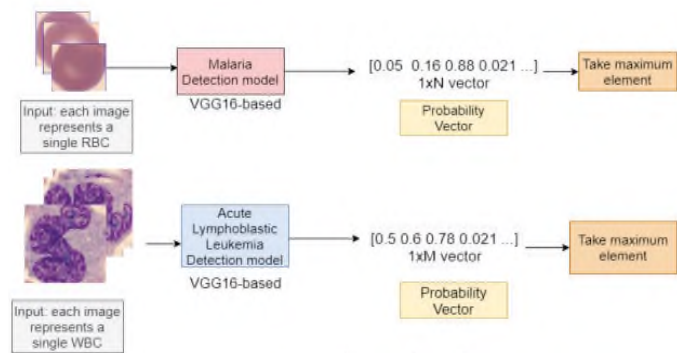 Malaria
Detection model
VGG16-based
[0.05 0.16 0.88 0.021 ...]
1xN vector
Probability
Vector
Take maximum
element
Input: each image
represents a
single RBC
Acute
Lymphoblastic
Leukemia
Detection model
VGG16-based
[0.5 0.6 0.78 0.021 ...]
1xM vector
Probability
Vector
Take maximum
element
Input: each image
represents a
single WBC